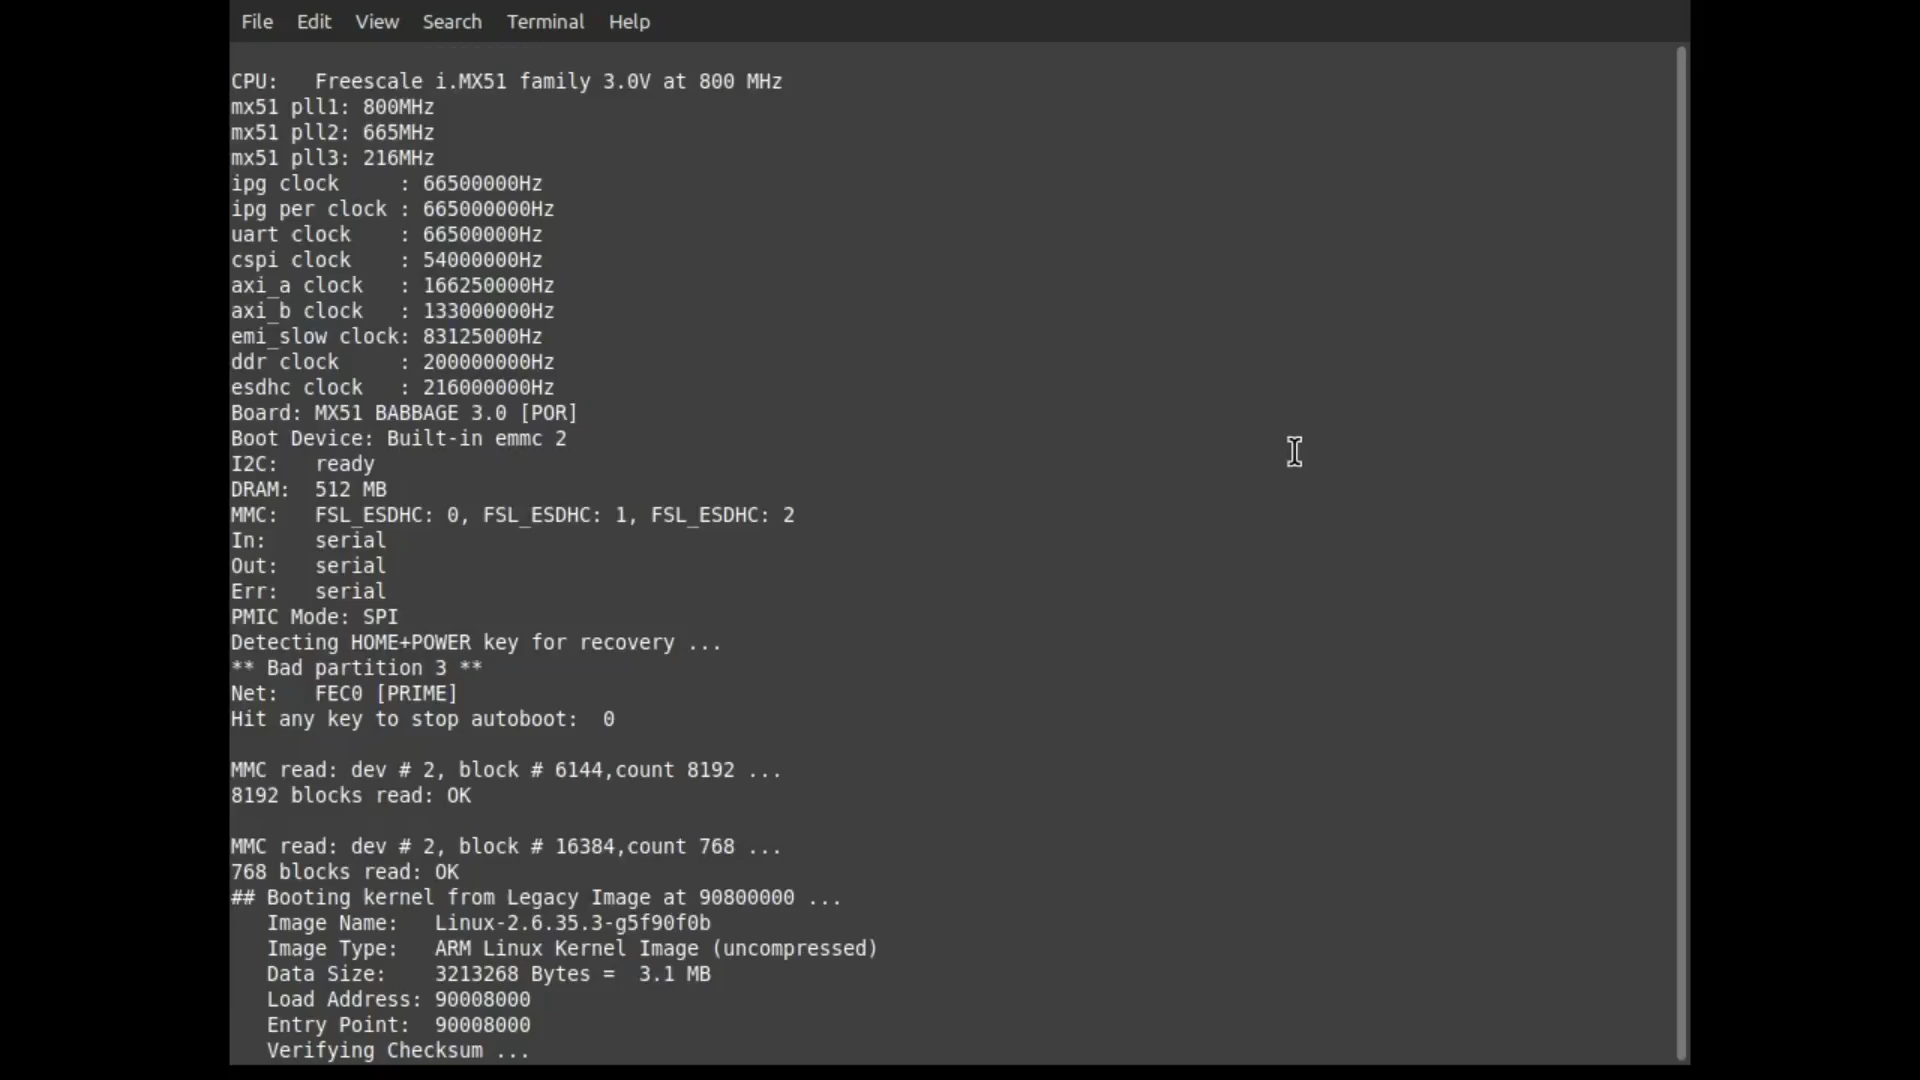 File Edit View Search Terminal Help
CPU:   Freescale i.MX51 family 3.0V at 800 MHz
mx51 pll1: 800MHz
mx51 pll2: 665MHz
mx51 pll3: 216MHz
ipg clock     : 66500000Hz
ipg per clock : 665000000Hz
uart clock    : 66500000Hz
cspi clock    : 54000000Hz
axi_a clock   : 166250000Hz
axi_b clock   : 133000000Hz
emi_slow clock: 83125000Hz
ddr clock     : 200000000Hz
esdhc clock   : 216000000Hz
Board: MX51 BABBAGE 3.0 [POR]
Boot Device: Built-in emmc 2
I2C:   ready
DRAM:  512 MB
MMC:   FSL_ESDHC: 0, FSL_ESDHC: 1, FSL_ESDHC: 2
In:    serial
Out:   serial
Err:   serial
PMIC Mode: SPI
Detecting HOME+POWER key for recovery ...
** Bad partition 3 **
Net:   FEC0 [PRIME]
Hit any key to stop autoboot:  0
MMC read: dev # 2, block # 6144,count 8192 ...
8192 blocks read: OK
MMC read: dev # 2, block # 16384,count 768 ...
768 blocks read: OK
## Booting kernel from Legacy Image at 90800000 ...
   Image Name:   Linux-2.6.35.3-g5f90f0b
   Image Type:   ARM Linux Kernel Image (uncompressed)
   Data Size:    3213268 Bytes =  3.1 MB
   Load Address: 90008000
   Entry Point:  90008000
   Verifying Checksum ...